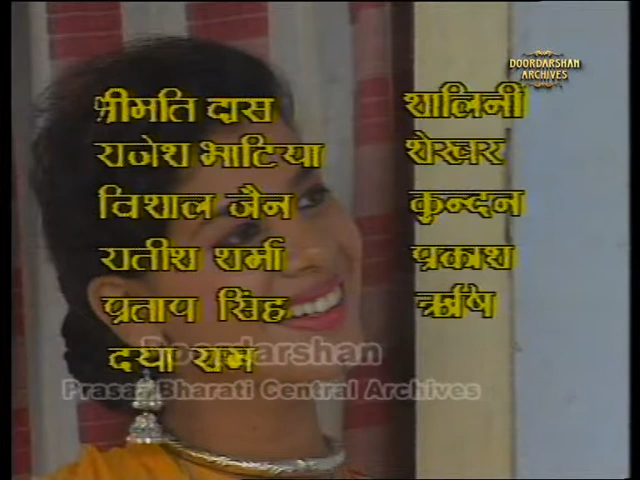 DOORDARSHAN
ARCHIVES
श्रीमति दास शालिनी
राजेश भाटिया शेखर
विशाल जैन कुन्दन
रातीश शर्मा प्रकाश
प्रताप सिंह ऋषि
दया राम
Doordarshan
Prasar Bharati Central Archives